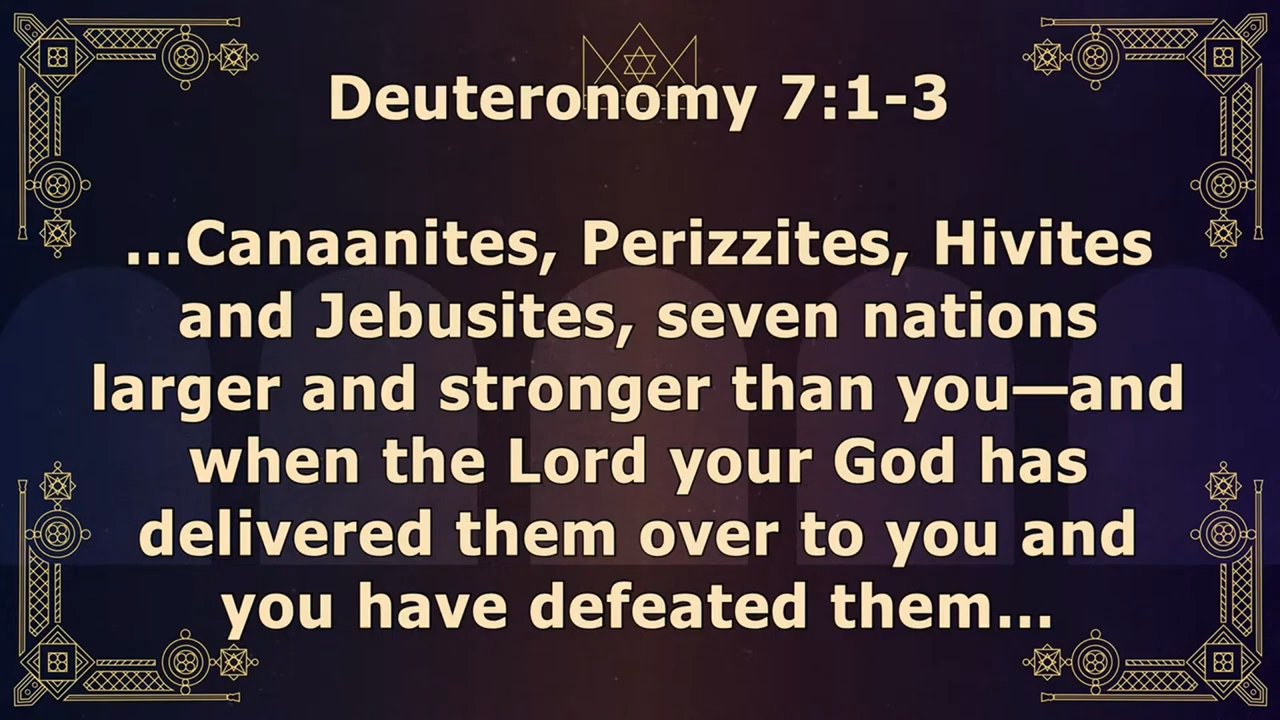 Deuteronomy 7:1-3
...Canaanites, Perizzites, Hivites
and Jebusites, seven nations
larger and stronger than you—and
when the Lord your God has
delivered them over to you and
you have defeated them...